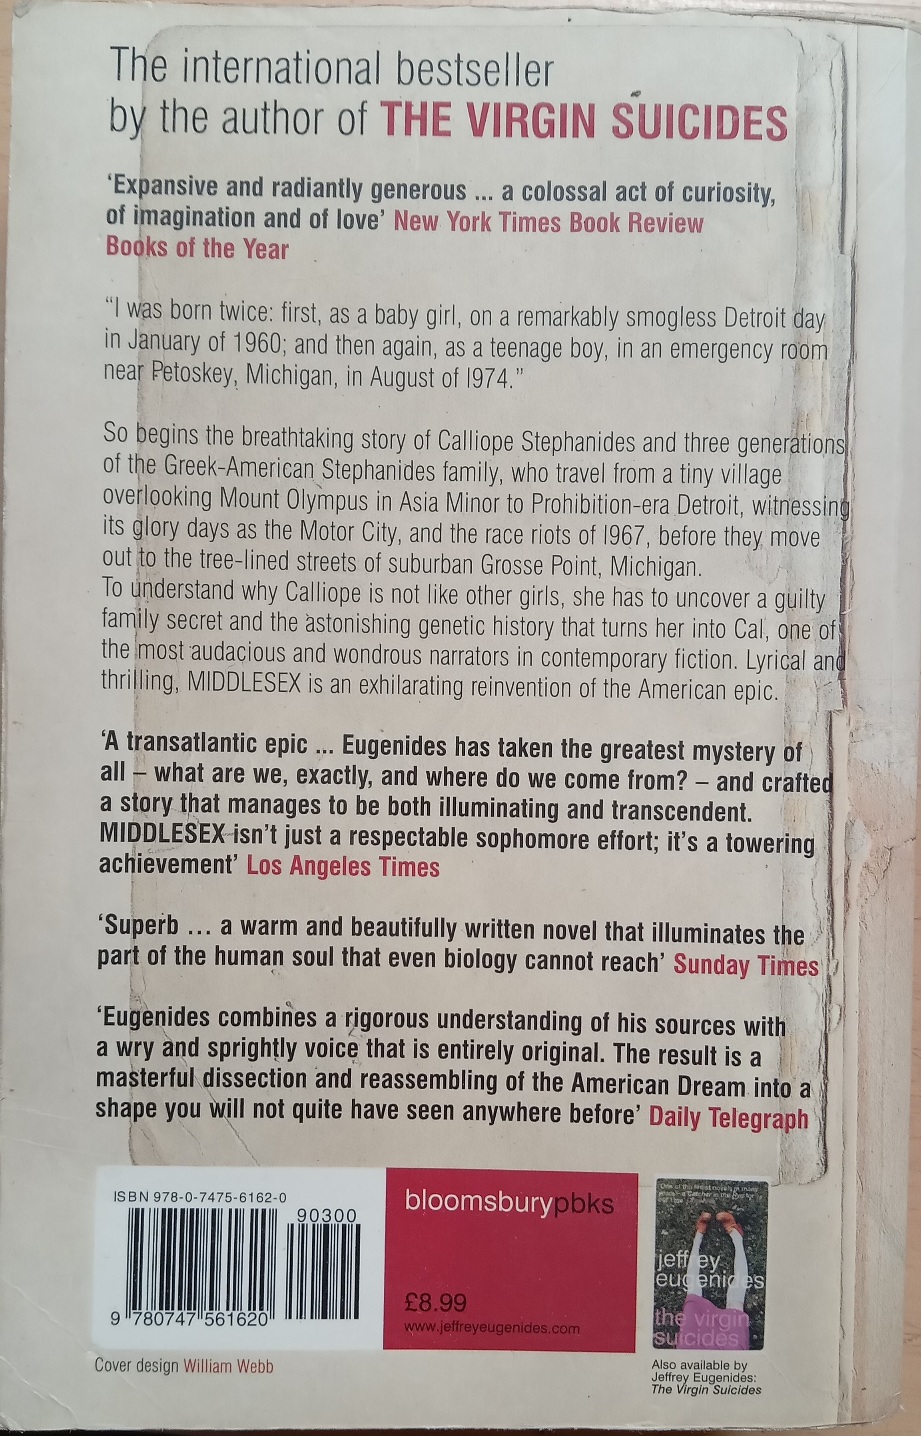 The international bestseller
by the author of THE VIRGIN SUICIDES
‘Expansive and radiantly generous ... a colossal act of curiosity,
of imagination and of love’ New York Times Book Review
Books of the Year
“I was born twice: first, as a baby girl, on a remarkably smogless Detroit day
in January of 1960; and then again, as a teenage boy, in an emergency room
near Petoskey, Michigan, in August of 1974.”
So begins the breathtaking story of Calliope Stephanides and three generations
of the Greek-American Stephanides family, who travel from a tiny village
overlooking Mount Olympus in Asia Minor to Prohibition-era Detroit, witnessing
its glory days as the Motor City, and the race riots of 1967, before they move
out to the tree-lined streets of suburban Grosse Point, Michigan.
To understand why Calliope is not like other girls, she has to uncover a guilty
family secret and the astonishing genetic history that turns her into Cal, one of
the most audacious and wondrous narrators in contemporary fiction. Lyrical and
thrilling, MIDDLESEX is an exhilarating reinvention of the American epic.
‘A transatlantic epic ... Eugenides has taken the greatest mystery of
all – what are we, exactly, and where do we come from? – and crafted
a story that manages to be both illuminating and transcendent.
MIDDLESEX isn’t just a respectable sophomore effort; it’s a towering
achievement’ Los Angeles Times
‘Superb ... a warm and beautifully written novel that illuminates the
part of the human soul that even biology cannot reach’ Sunday Times
‘Eugenides combines a rigorous understanding of his sources with
a wry and sprightly voice that is entirely original. The result is a
masterful dissection and reassembling of the American Dream into a
shape you will not quite have seen anywhere before’ Daily Telegraph
ISBN 978-0-7475-6162-0
90300
9 780747 561620
bloomsburypbks
£8.99
www.jeffreyeugenides.com
jeffrey
eugenides
the virgin
suicides
Cover design William Webb
Also available by
Jeffrey Eugenides:
The Virgin Suicides